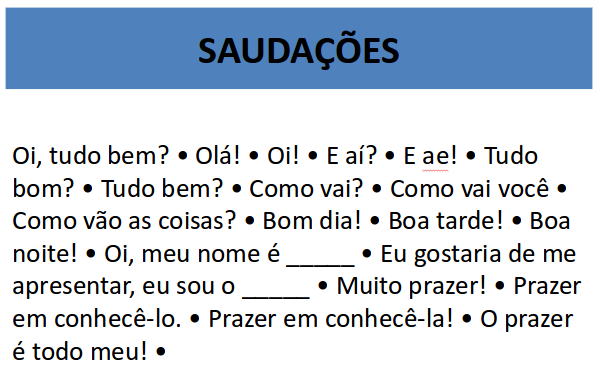 SAUDAÇÕES
Oi, tudo bem? • Olá! • Oi! • E aí? • E ae! • Tudo
bom? • Tudo bem? • Como vai? • Como vai você •
Como vão as coisas? • Bom dia! • Boa tarde! • Boa
noite! • Oi, meu nome é _____ • Eu gostaria de me
apresentar, eu sou o _____ • Muito prazer! • Prazer
em conhecê-lo. • Prazer em conhecê-la! • O prazer
é todo meu! •